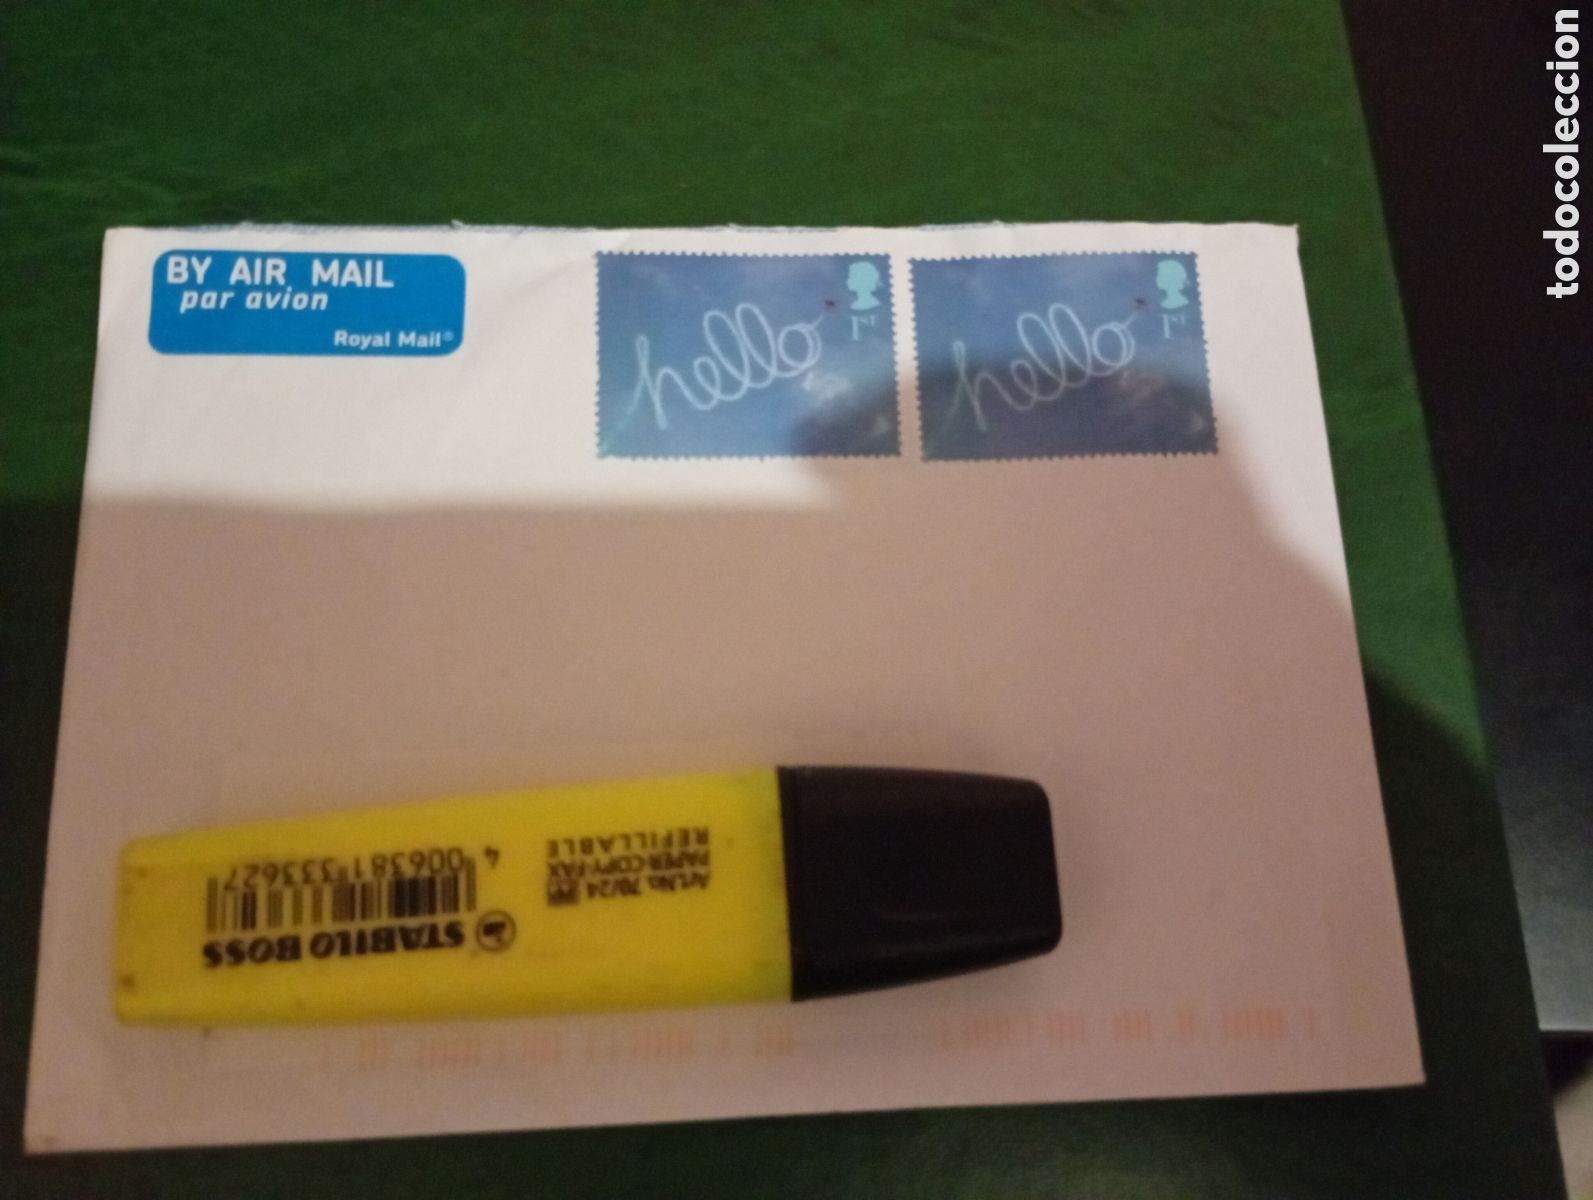 BY AIR MAIL
par avion
Royal Mail®
hello
1st
hello
1st
4 006381 333627
STABILO BOSS
Art.No. 70/24
PAPER-COPY-FAX
REFILLABLE
todocoleccion